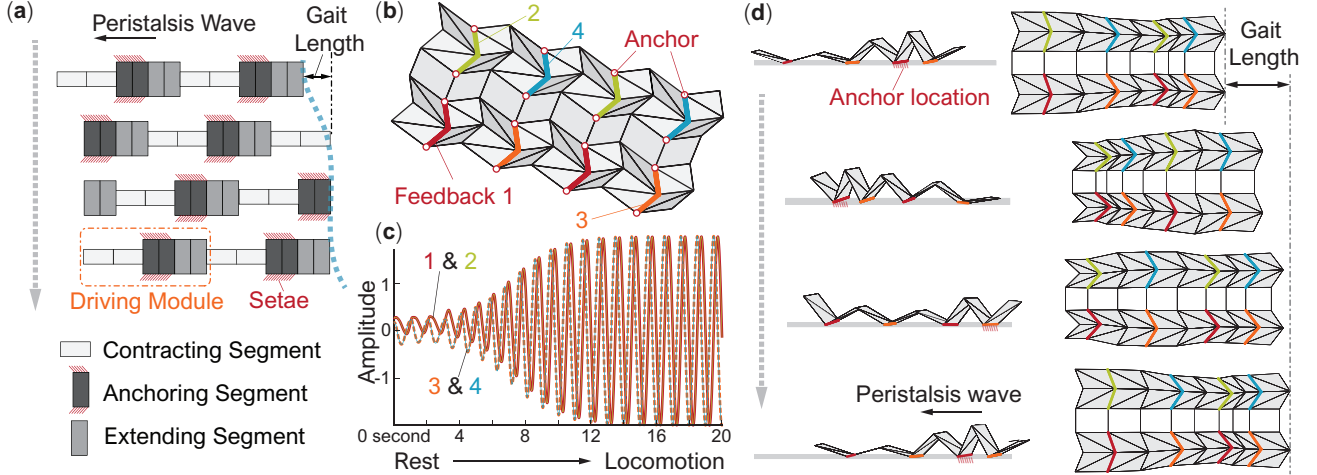 (a)
Peristalsis Wave
Gait
Length
Driving Module
Setae
Contracting Segment
Anchoring Segment
Extending Segment
(b)
2
4
Anchor
Feedback 1
3
(c)
Amplitude
1
0
-1
1 & 2
3 & 4
0 second 4 8 12 16 20
Rest Locomotion
(d)
Anchor location
Gait
Length
Peristalsis wave